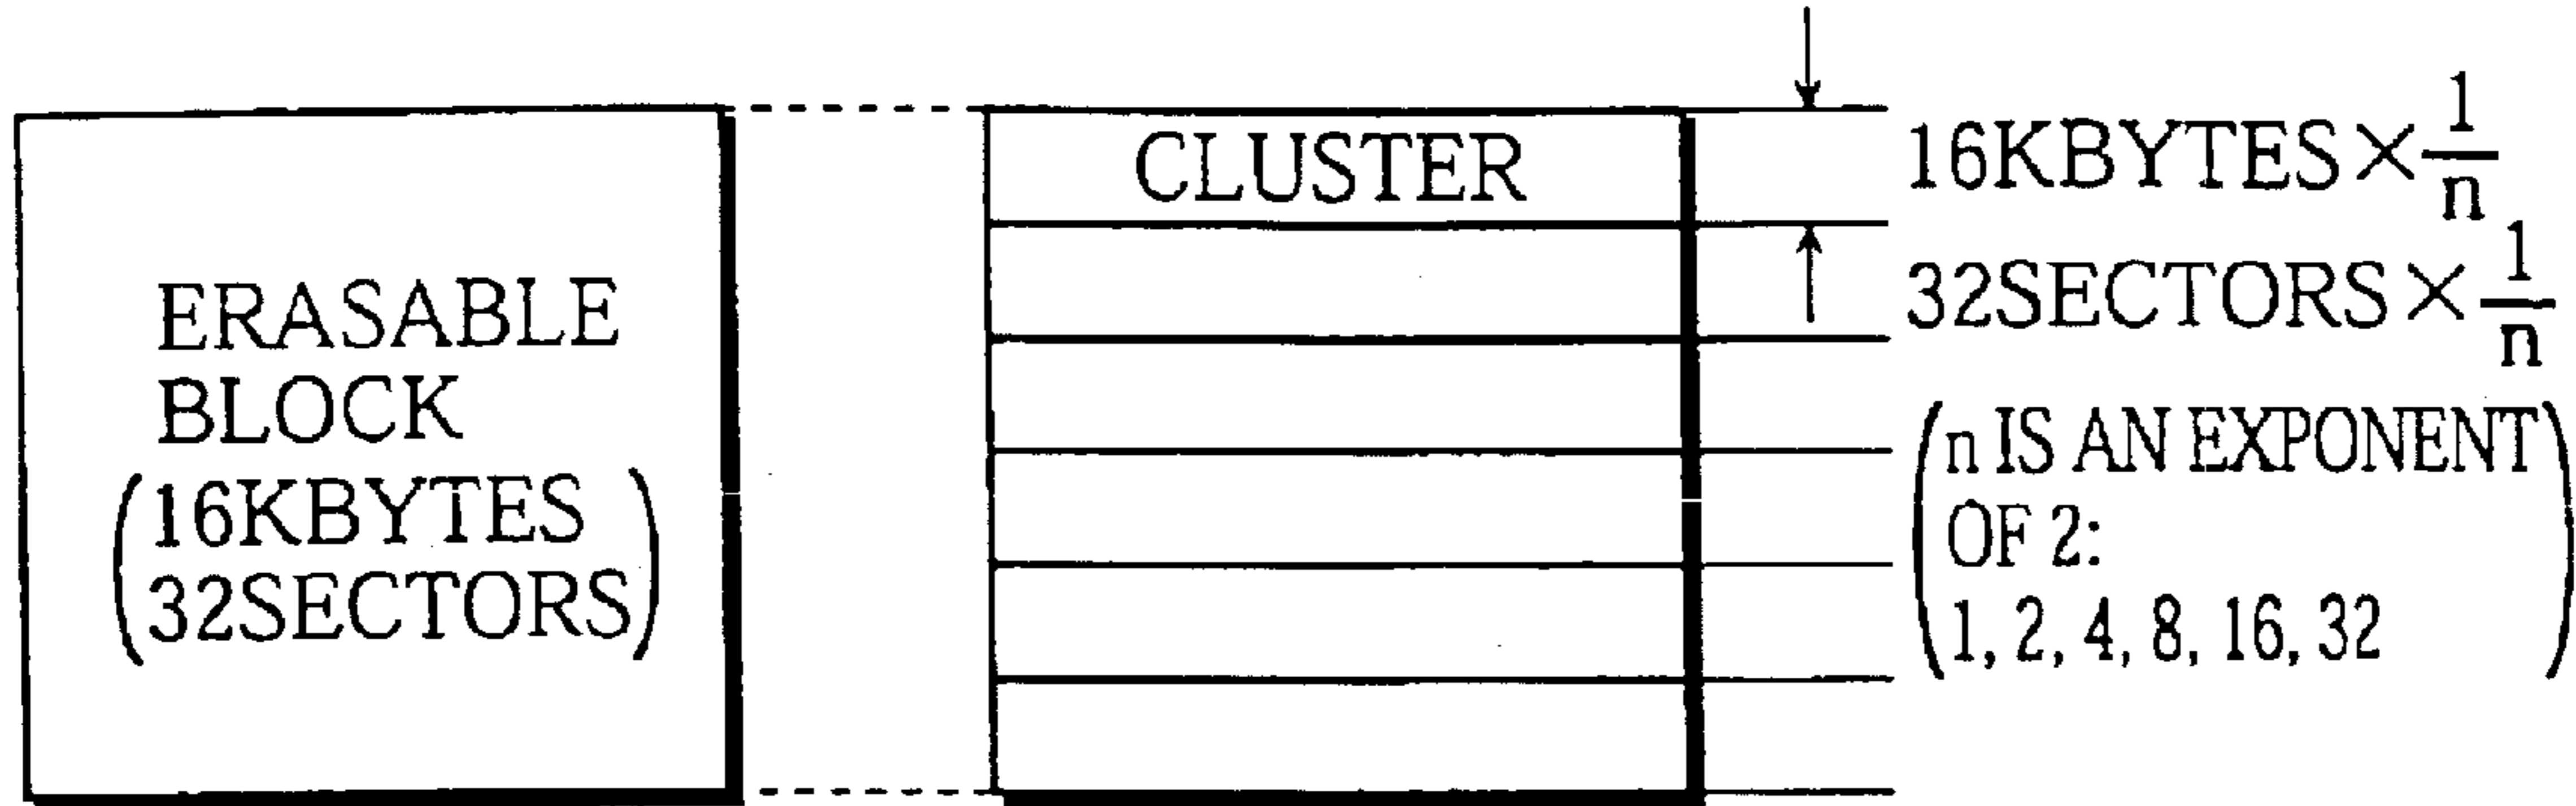 ERASABLE
BLOCK
(16KBYTES
32SECTORS)
CLUSTER
16KBYTES×1/n
32SECTORS×1/n
(n IS AN EXPONENT
OF 2:
1, 2, 4, 8, 16, 32)